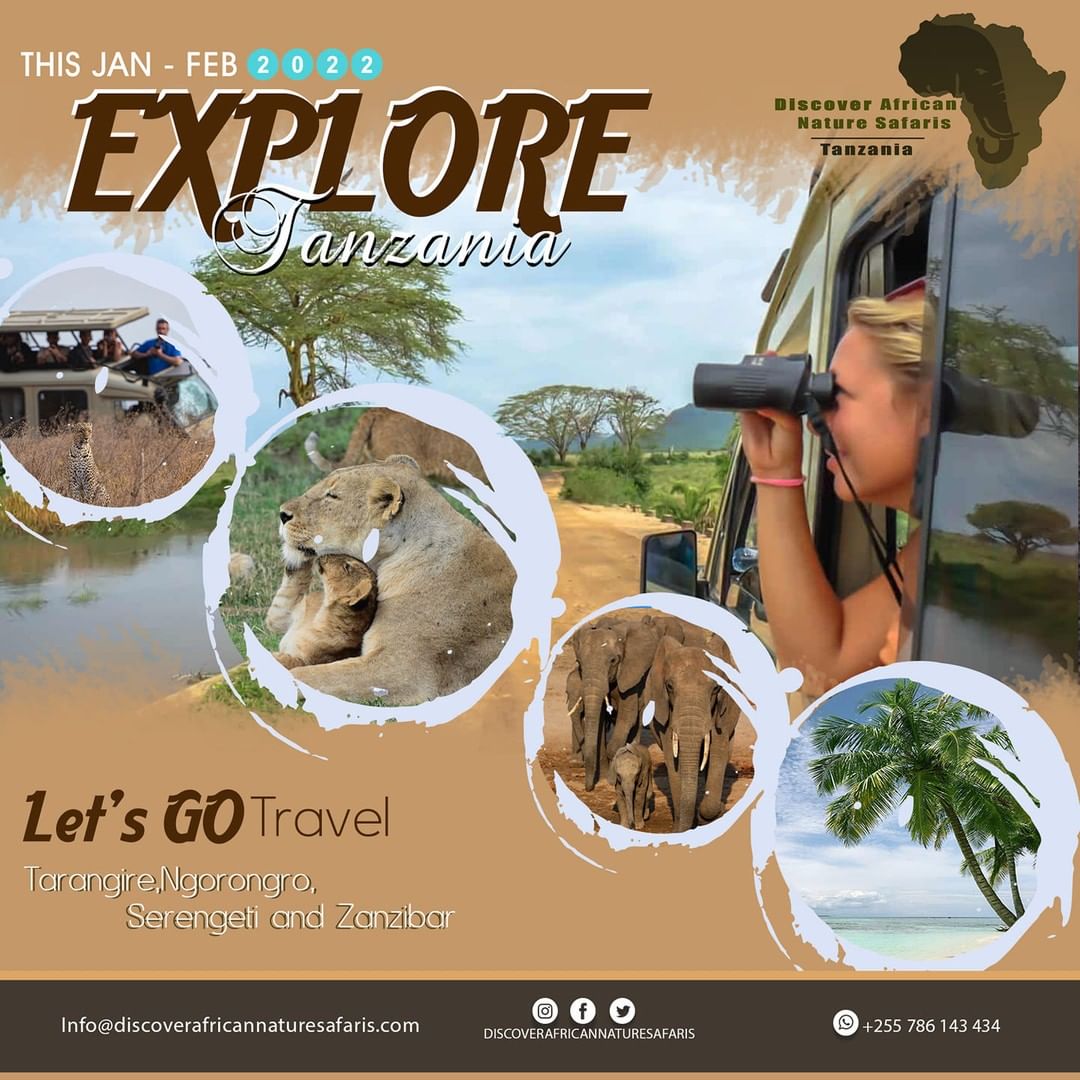 THIS JAN - FEB 2022
EXPLORE
Tanzania
Discover African
Nature Safaris
Tanzania
Let's GO Travel
Tarangire,Ngorongro,
Serengeti and Zanzibar
Info@discoverafricannaturesafaris.com
DISCOVERAFRICANNATURESAFARIS
+255 786 143 434